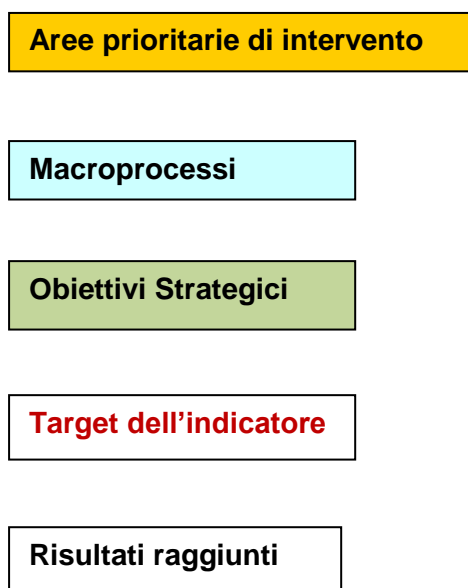 Aree prioritarie di intervento
Macroprocessi
Obiettivi Strategici
Target dell’indicatore
Risultati raggiunti